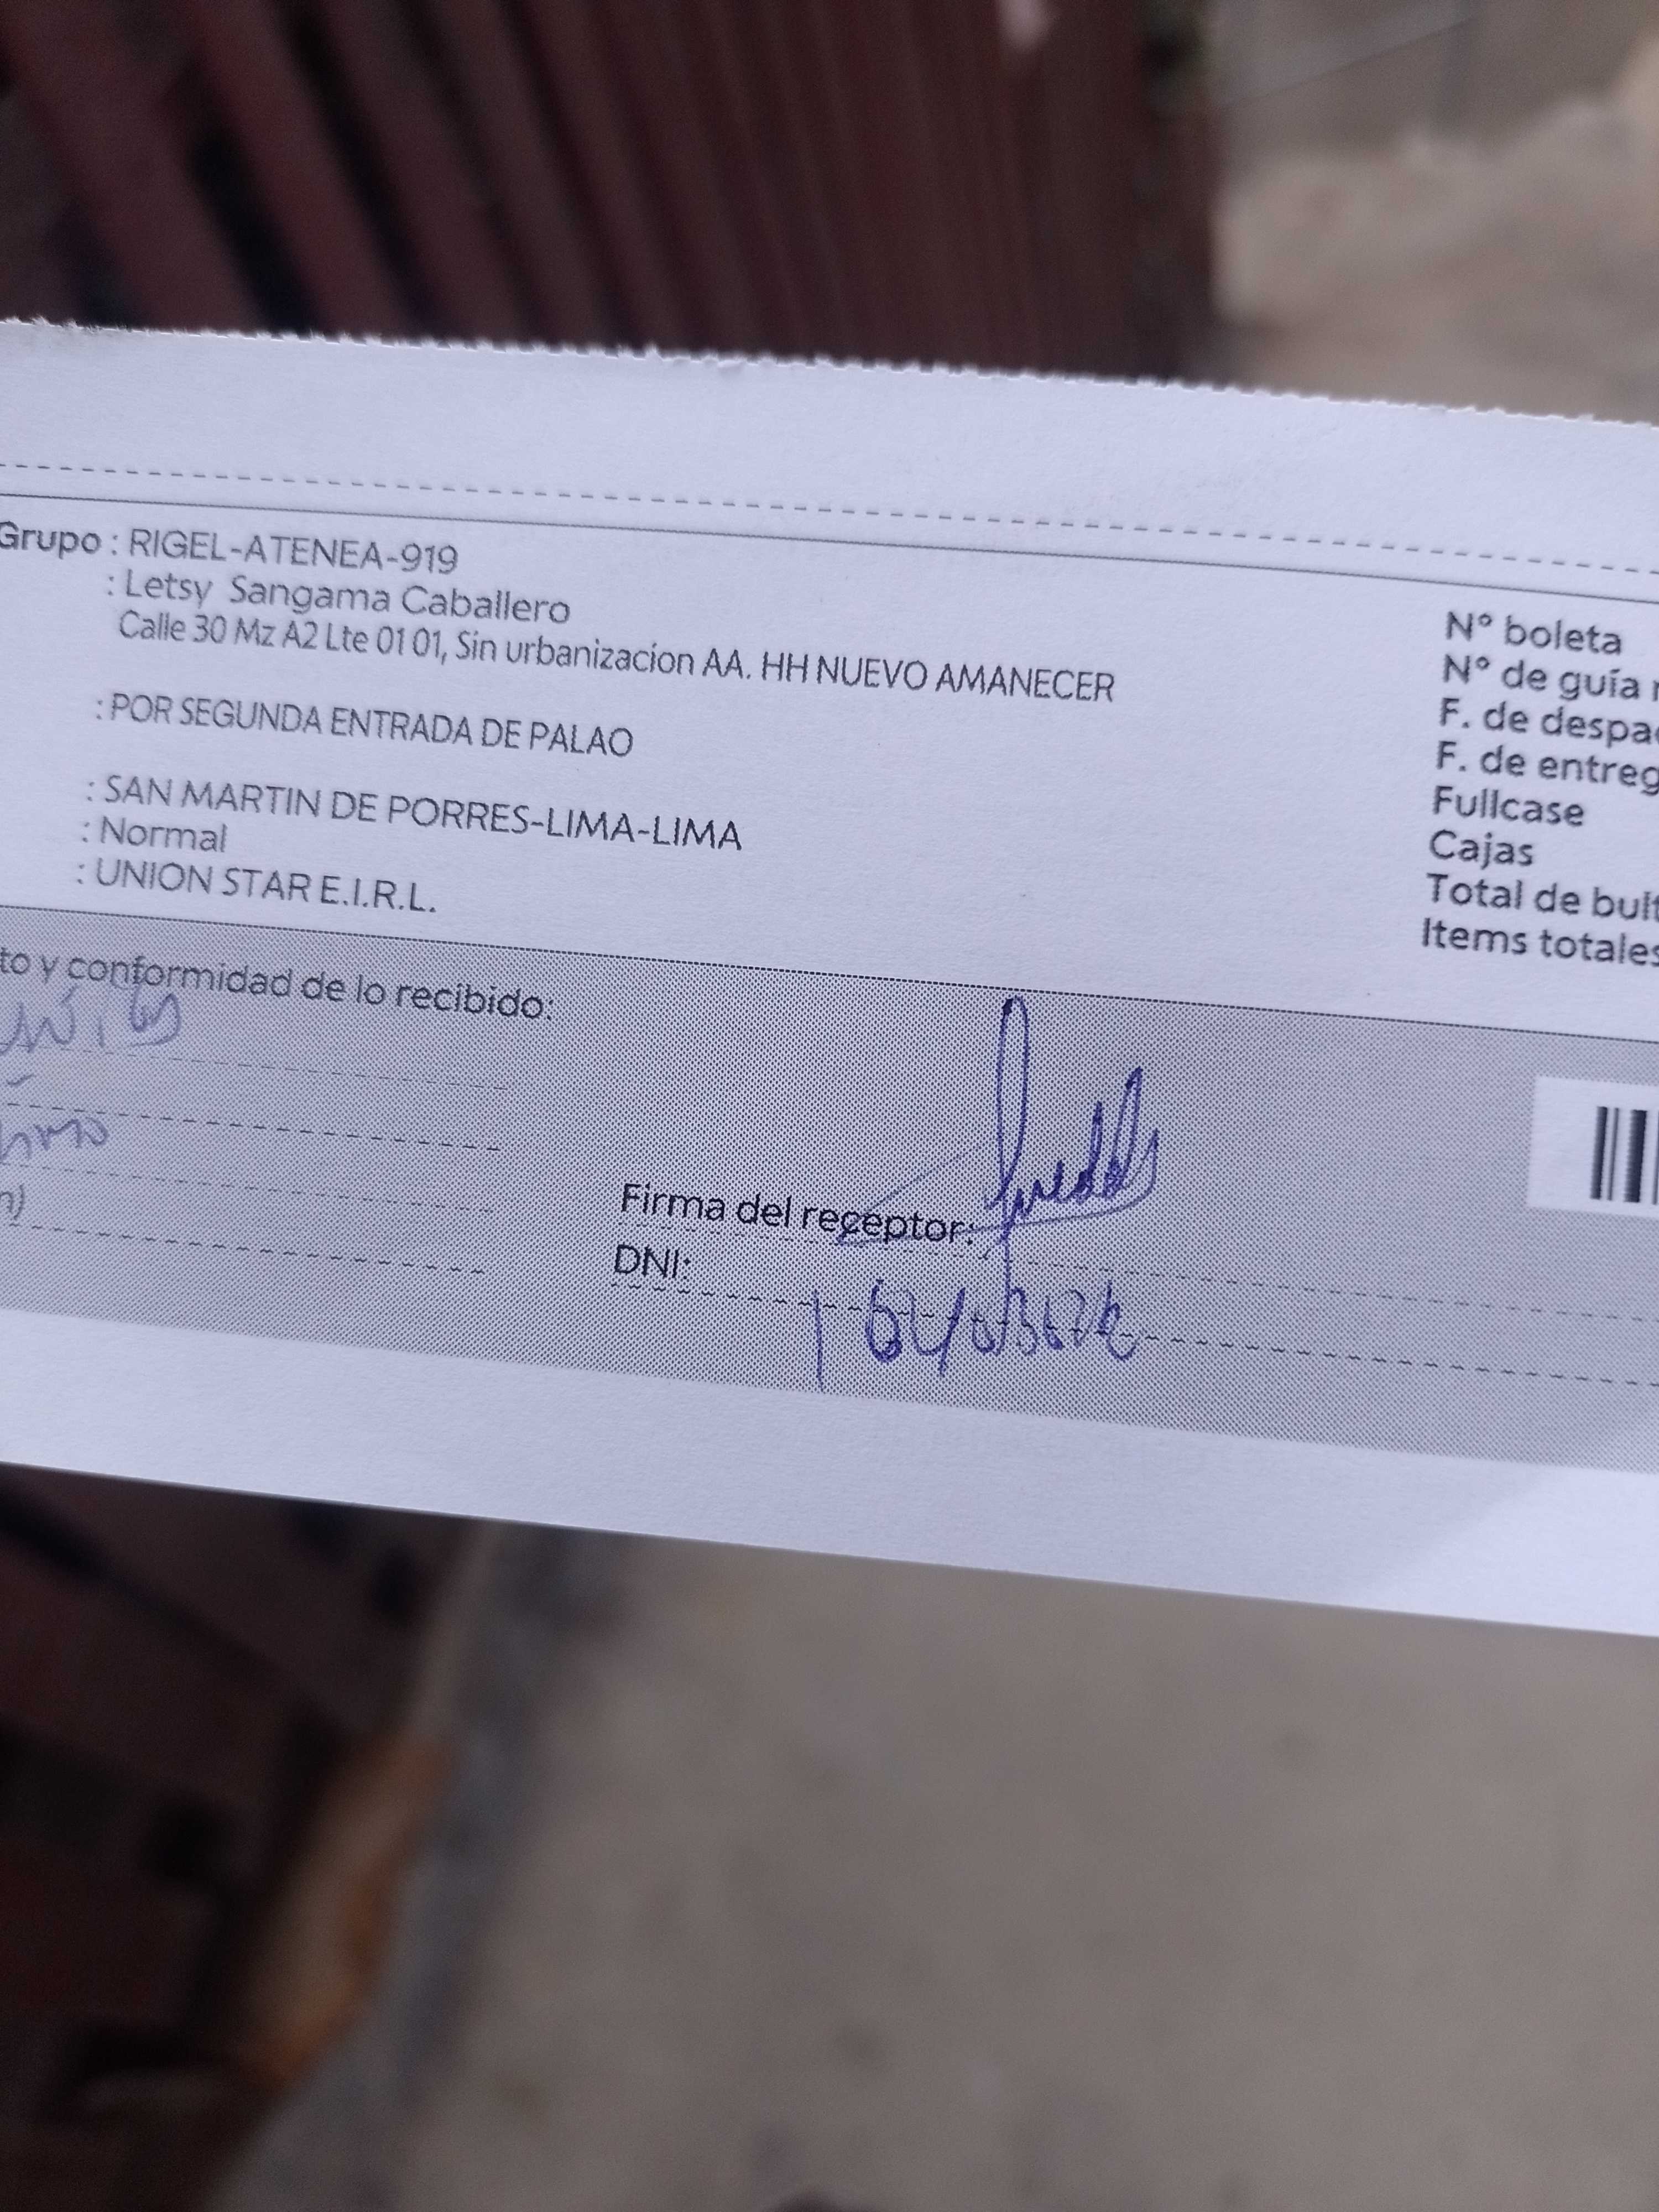 Grupo : RIGEL-ATENEA-919
: Letsy Sangama Caballero
Calle 30 Mz A2 Lte 01 01, Sin urbanizacion AA. HH NUEVO AMANECER
: POR SEGUNDA ENTRADA DE PALAO
: SAN MARTIN DE PORRES-LIMA-LIMA
: Normal
: UNION STAR E.I.R.L.
N° boleta
N° de guía
F. de despa
F. de entreg
Fullcase
Cajas
Total de bult
Items totales
to y conformidad de lo recibido:
Firma del receptor:
DNI: